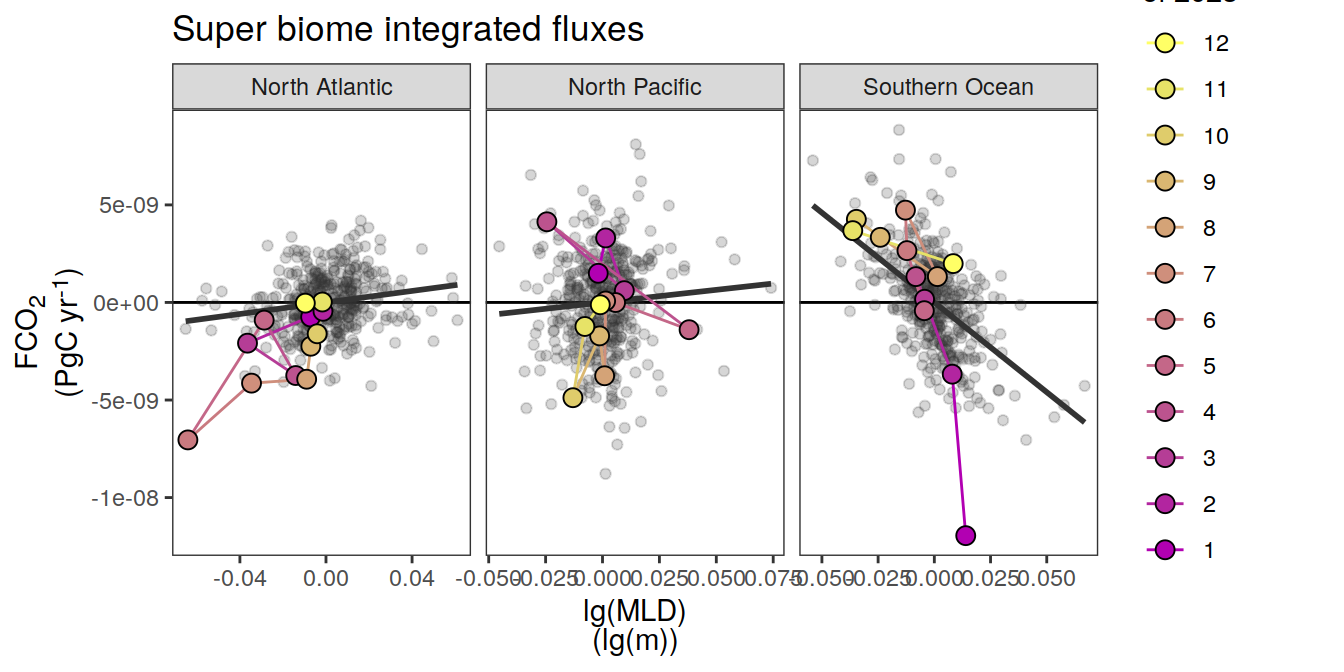 Super biome integrated fluxes
North Atlantic
North Pacific
Southern Ocean
FCO2
(PgC yr⁻¹)
5e-09
0e+00
-5e-09
-1e-08
-0.04 0.00 0.04
-0.050 -0.025 0.000 0.025 0.050 0.075
-0.050 -0.025 0.000 0.025 0.050
lg(MLD)
(lg(m))
12
11
10
9
8
7
6
5
4
3
2
1